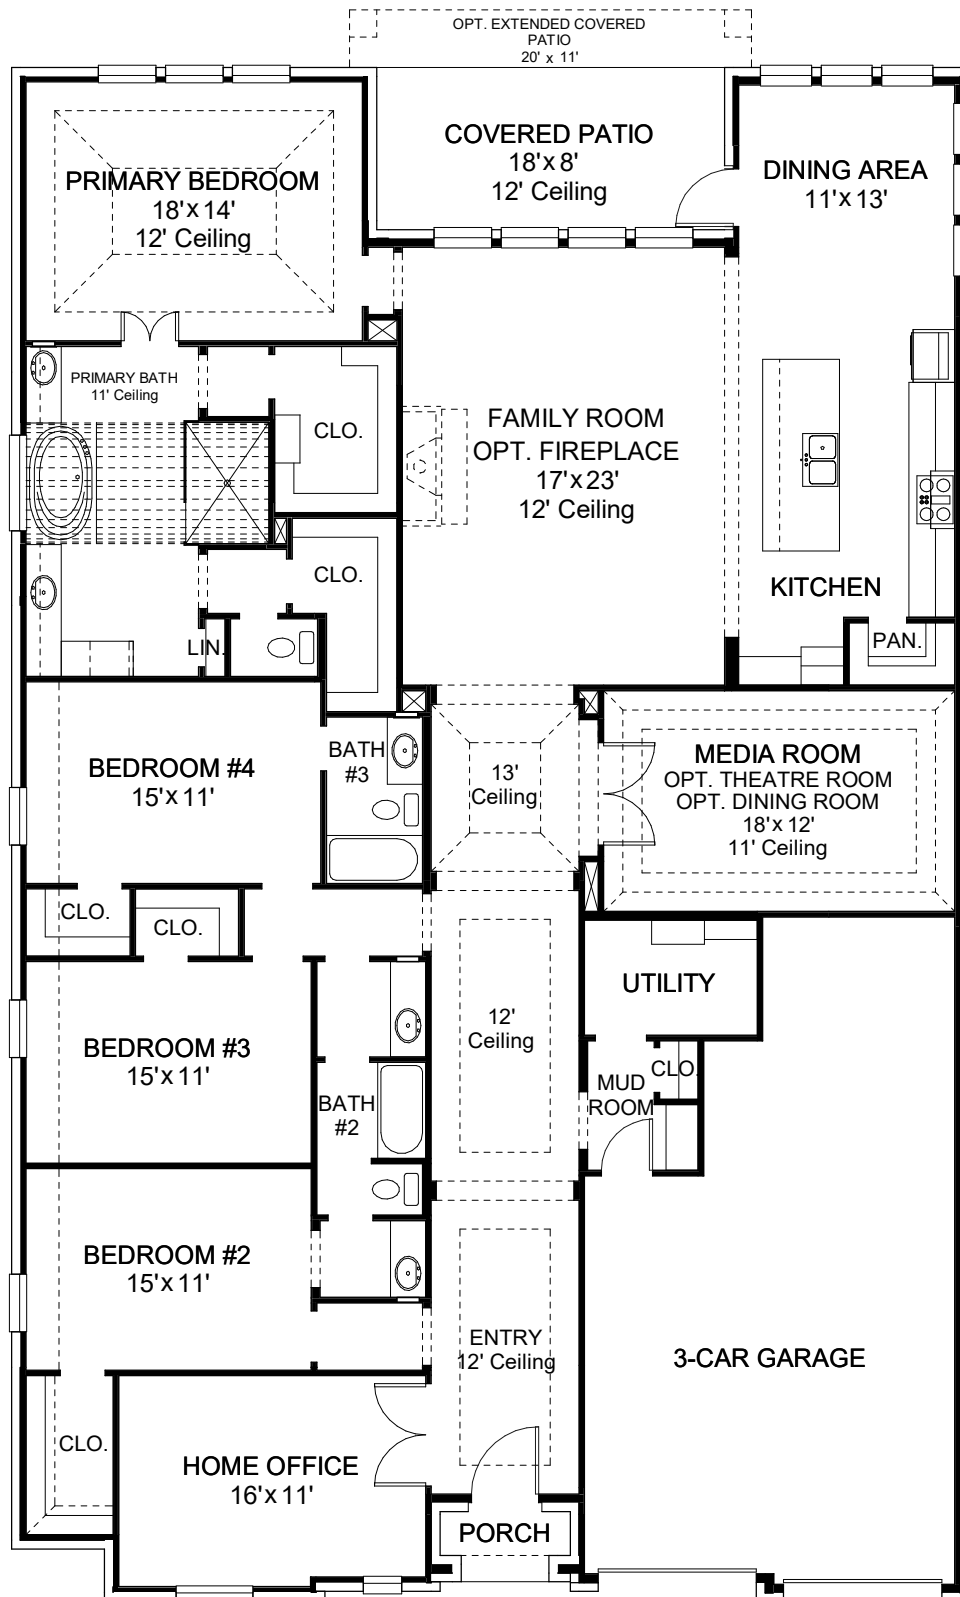 OPT. EXTENDED COVERED
PATIO
20' x 11'
COVERED PATIO
18'x 8'
12' Ceiling
DINING AREA
11'x 13'
PRIMARY BEDROOM
18'x 14'
12' Ceiling
PRIMARY BATH
11' Ceiling
CLO.
FAMILY ROOM
OPT. FIREPLACE
17'x 23'
12' Ceiling
CLO.
KITCHEN
LIN.
PAN.
BEDROOM #4
15'x 11'
BATH
#3
13'
Ceiling
MEDIA ROOM
OPT. THEATRE ROOM
OPT. DINING ROOM
18'x 12'
11' Ceiling
CLO.
CLO.
UTILITY
12'
Ceiling
BEDROOM #3
15'x 11'
BATH
#2
CLO.
MUD
ROOM
BEDROOM #2
15'x 11'
ENTRY
12' Ceiling
3-CAR GARAGE
CLO.
HOME OFFICE
16'x 11'
PORCH